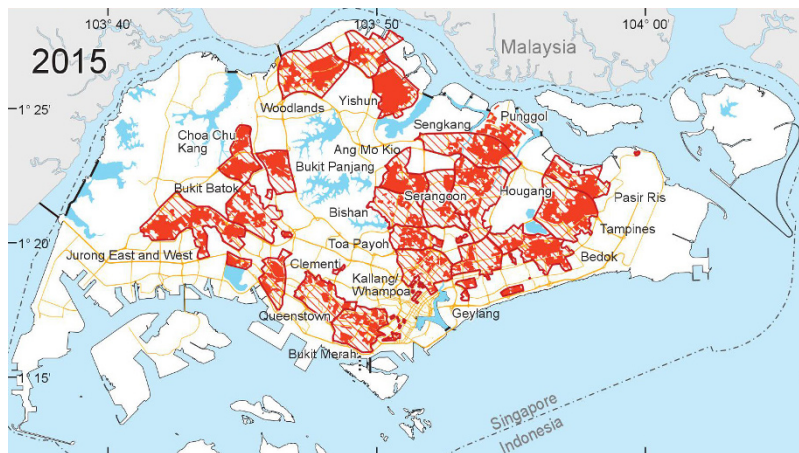 103° 40
103° 50
104° 00
2015
Malaysia
1° 25
Woodlands
Yishun
Punggol
Sengkang
Choa Chu
Kang
Ang Mo Kio
Bukit Panjang
Bukit Batok
Serangoon
Hougang
Pasir Ris
Bishan
1° 20
Toa Payoh
Tampines
Jurong East and West
Clementi
Bedok
Kallang/
Whampoa
Queenstown
Geylang
Bukit Merah
1° 15
Singapore
Indonesia